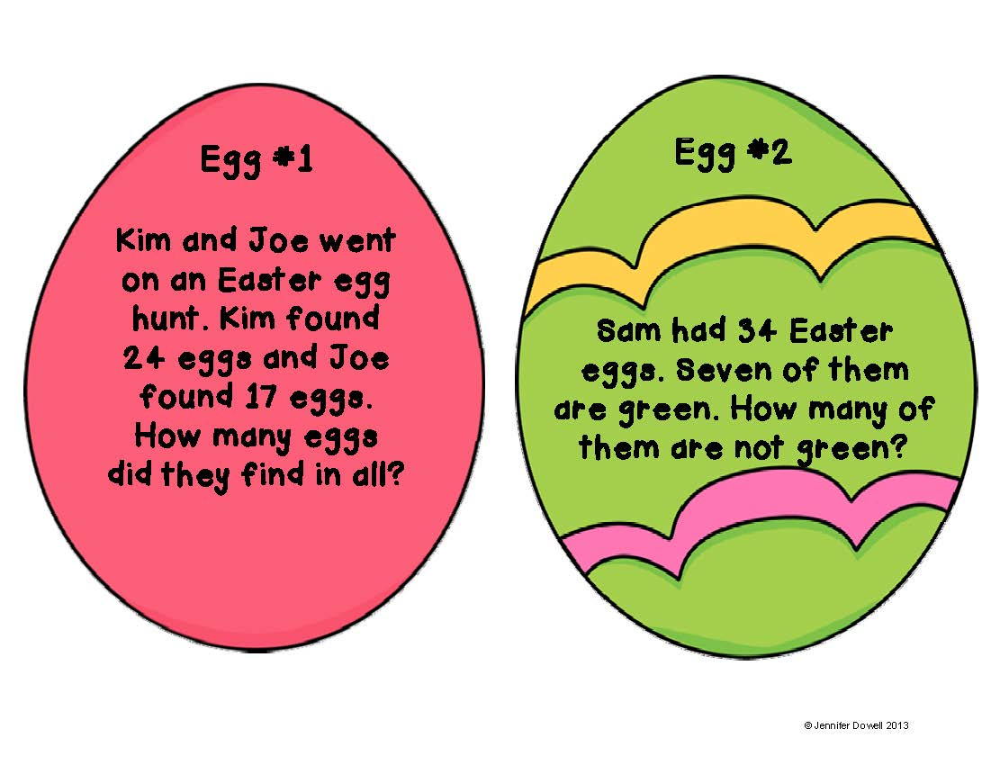 Egg #1
Kim and Joe went
on an Easter egg
hunt. Kim found
24 eggs and Joe
found 17 eggs.
How many eggs
did they find in all?
Egg #2
Sam had 34 Easter
eggs. Seven of them
are green. How many of
them are not green?
© Jennifer Dowell 2013